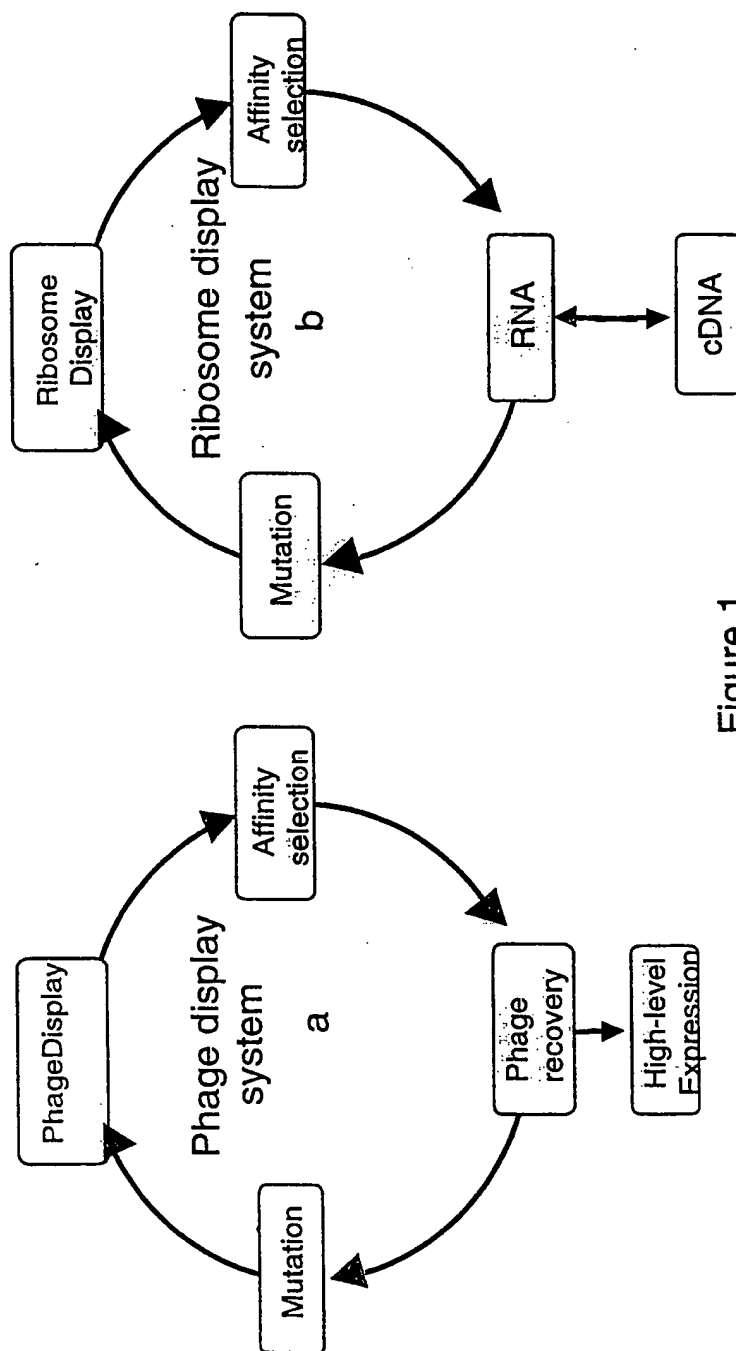 PhageDisplay
Affinity
selection
Phage
recovery
High-level
Expression
Mutation
Phage display
system
a
Ribosome
Display
Affinity
selection
RNA
cDNA
Mutation
Ribosome display
system
b
Figure 1